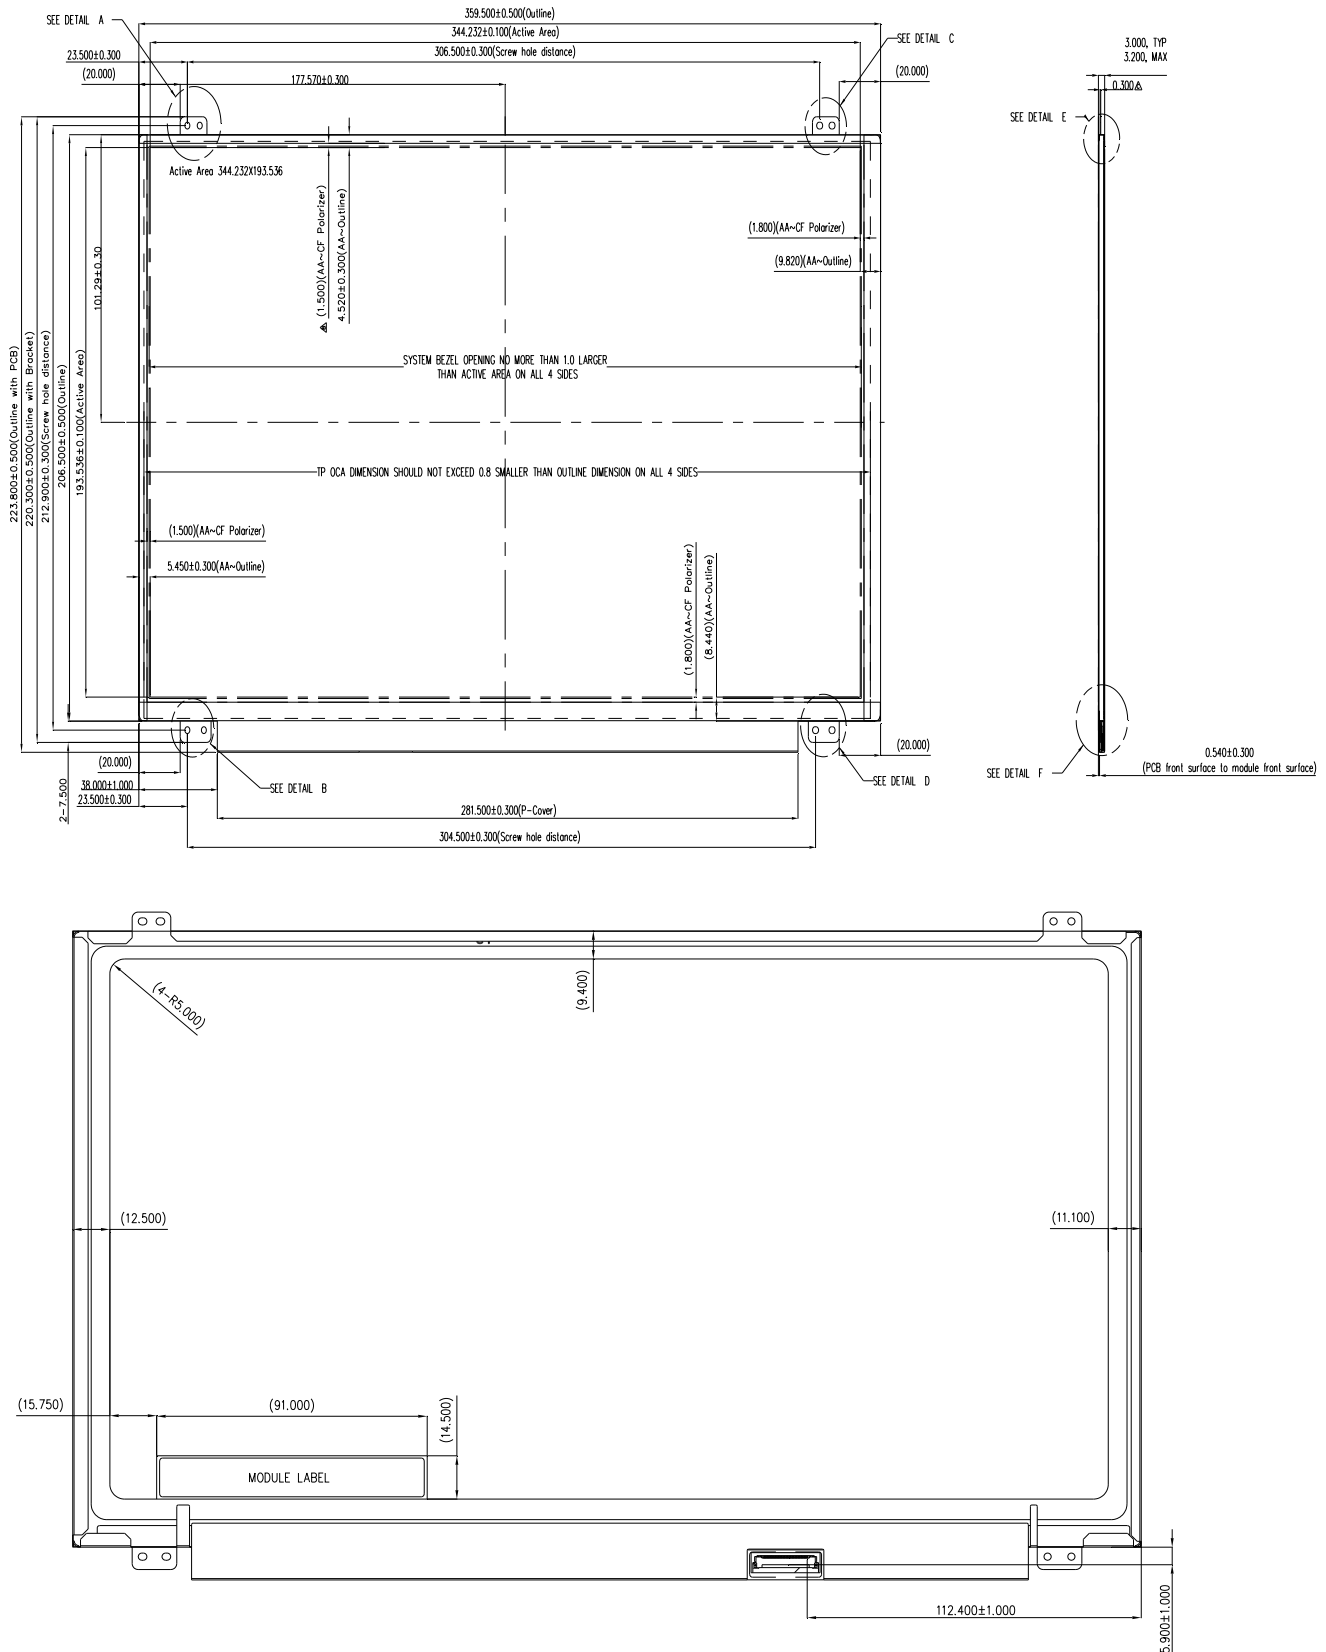 SEE DETAIL A
359.500±0.500(Outline)
344.232±0.100(Active Area)
306.500±0.300(Screw hole distance)
23.500±0.300
(20.000)
177.570±0.300
SEE DETAIL C
(20.000)
3.000, TYP
3.200, MAX
0.300
SEE DETAIL E
Active Area 344.232X193.536
(1.500)(AA~CF Polarizer)
4.520±0.300(AA~Outline)
(1.800)(AA~CF Polarizer)
(9.820)(AA~Outline)
101.29±0.30
223.800±0.500(Outline with PCB)
220.300±0.500(Outline with Bracket)
212.900±0.300(Screw hole distance)
206.500±0.500(Outline)
193.536±0.100(Active Area)
SYSTEM BEZEL OPENING NO MORE THAN 1.0 LARGER
THAN ACTIVE AREA ON ALL 4 SIDES
TP OCA DIMENSION SHOULD NOT EXCEED 0.8 SMALLER THAN OUTLINE DIMENSION ON ALL 4 SIDES
(1.500)(AA~CF Polarizer)
5.450±0.300(AA~Outline)
(1.800)(AA~CF Polarizer)
(8.440)(AA~Outline)
(20.000)
38.000±1.000
23.500±0.300
2-7.500
SEE DETAIL B
(20.000)
SEE DETAIL D
281.500±0.300(P-Cover)
304.500±0.300(Screw hole distance)
SEE DETAIL F
0.540±0.300
(PCB front surface to module front surface)
(4-R5.000)
(9.400)
(12.500)
(11.100)
(15.750)
(91.000)
(14.500)
MODULE LABEL
112.400±1.000
5.900±1.000